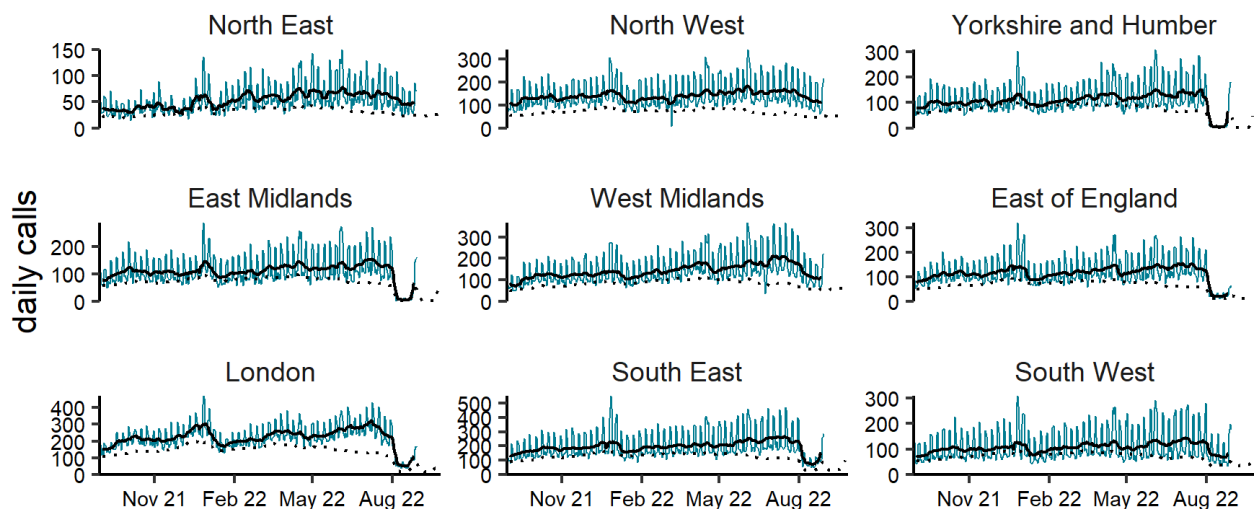 North East
North West
Yorkshire and Humber
150
100
50
0
300
200
100
0
300
200
100
0
East Midlands
West Midlands
East of England
daily calls
200
100
0
300
200
100
0
300
200
100
0
London
South East
South West
400
300
200
100
0
500
400
300
200
100
0
300
200
100
0
Nov 21 Feb 22 May 22 Aug 22
Nov 21 Feb 22 May 22 Aug 22
Nov 21 Feb 22 May 22 Aug 22